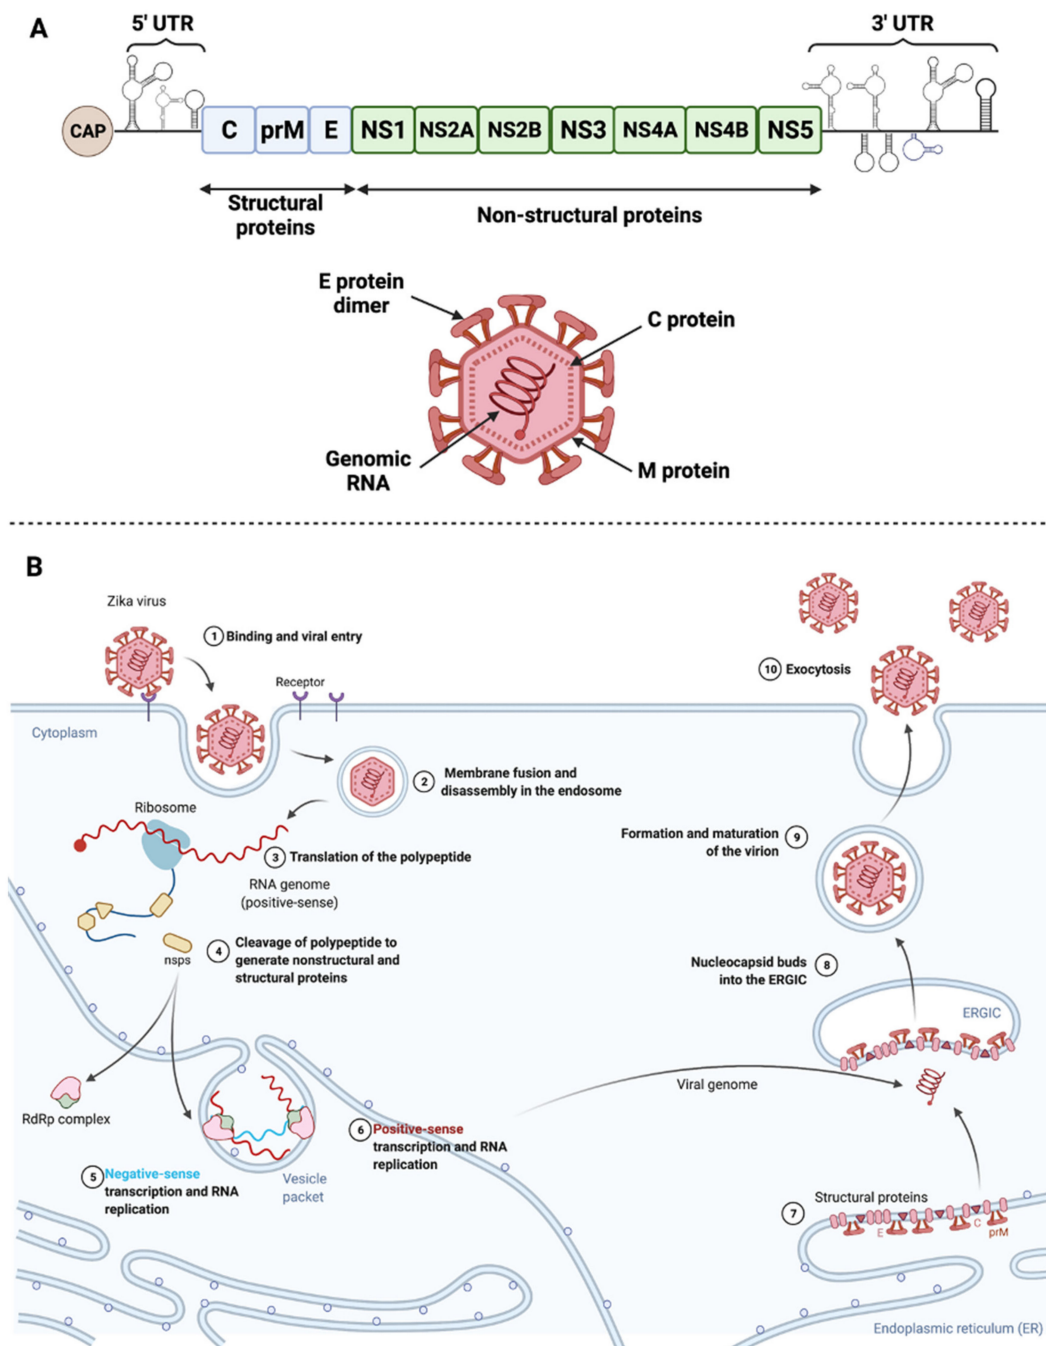 A
5' UTR
3' UTR
CAP
C prM E NS1 NS2A NS2B NS3 NS4A NS4B NS5
Structural
proteins
Non-structural proteins
E protein
dimer
C protein
Genomic
RNA
M protein
B
Zika virus
1 Binding and viral entry
Receptor
10 Exocytosis
Cytoplasm
2 Membrane fusion and
disassembly in the endosome
Ribosome
3 Translation of the polypeptide
RNA genome
(positive-sense)
Formation and maturation
of the virion
9
4 Cleavage of polypeptide to
generate nonstructural and
structural proteins
nsps
Nucleocapsid buds
into the ERGIC
8
ERGIC
Viral genome
RdRp complex
6 Positive-sense
transcription and RNA
replication
5 Negative-sense
transcription and RNA
replication
Vesicle
packet
7 Structural proteins
E C prM
Endoplasmic reticulum (ER)